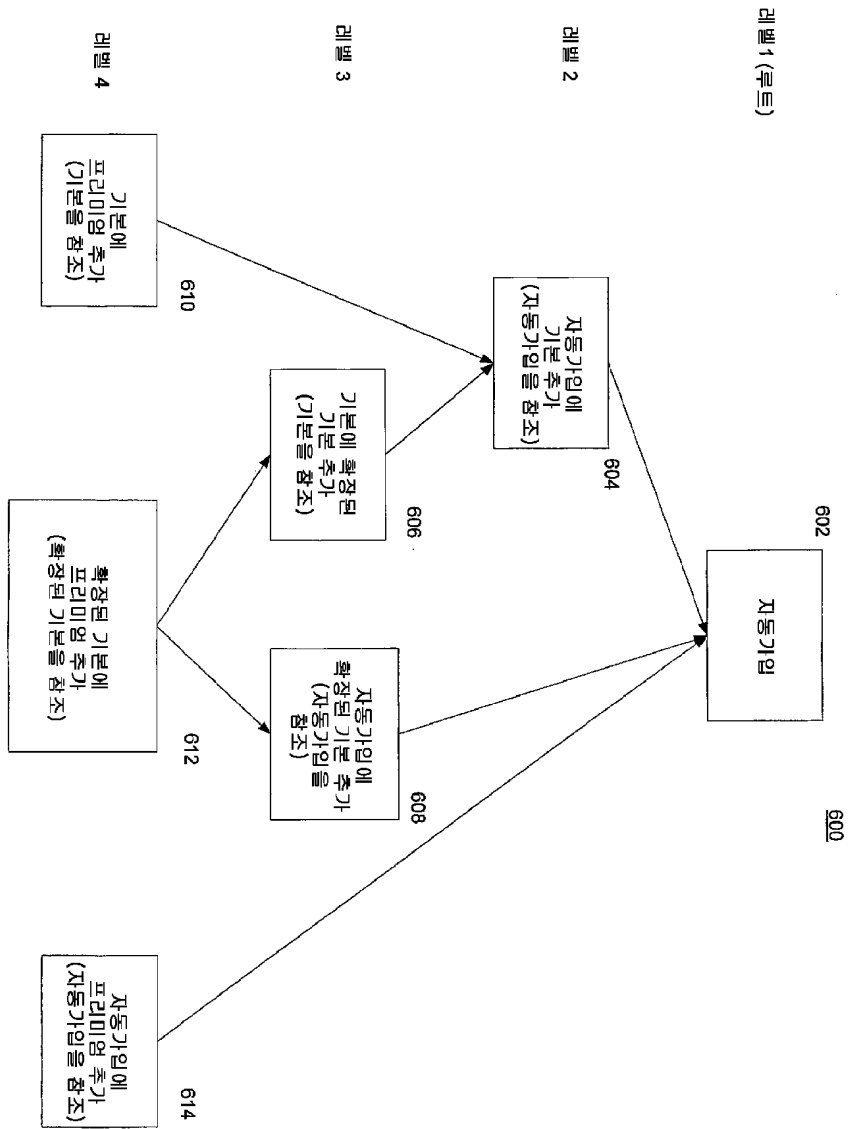 600
레벨 1 (루트)
602
자동가입
레벨 2
604
자동가입에
기본 추가
(자동가입을 참조)
레벨 3
606
기본에 확장된
기본 추가
(기본을 참조)
608
자동가입에
확장된 기본 추가
(자동가입을
참조)
레벨 4
610
기본에
프리미엄 추가
(기본을 참조)
612
확장된 기본에
프리미엄 추가
(확장된 기본을 참조)
614
자동가입에
프리미엄 추가
(자동가입을 참조)